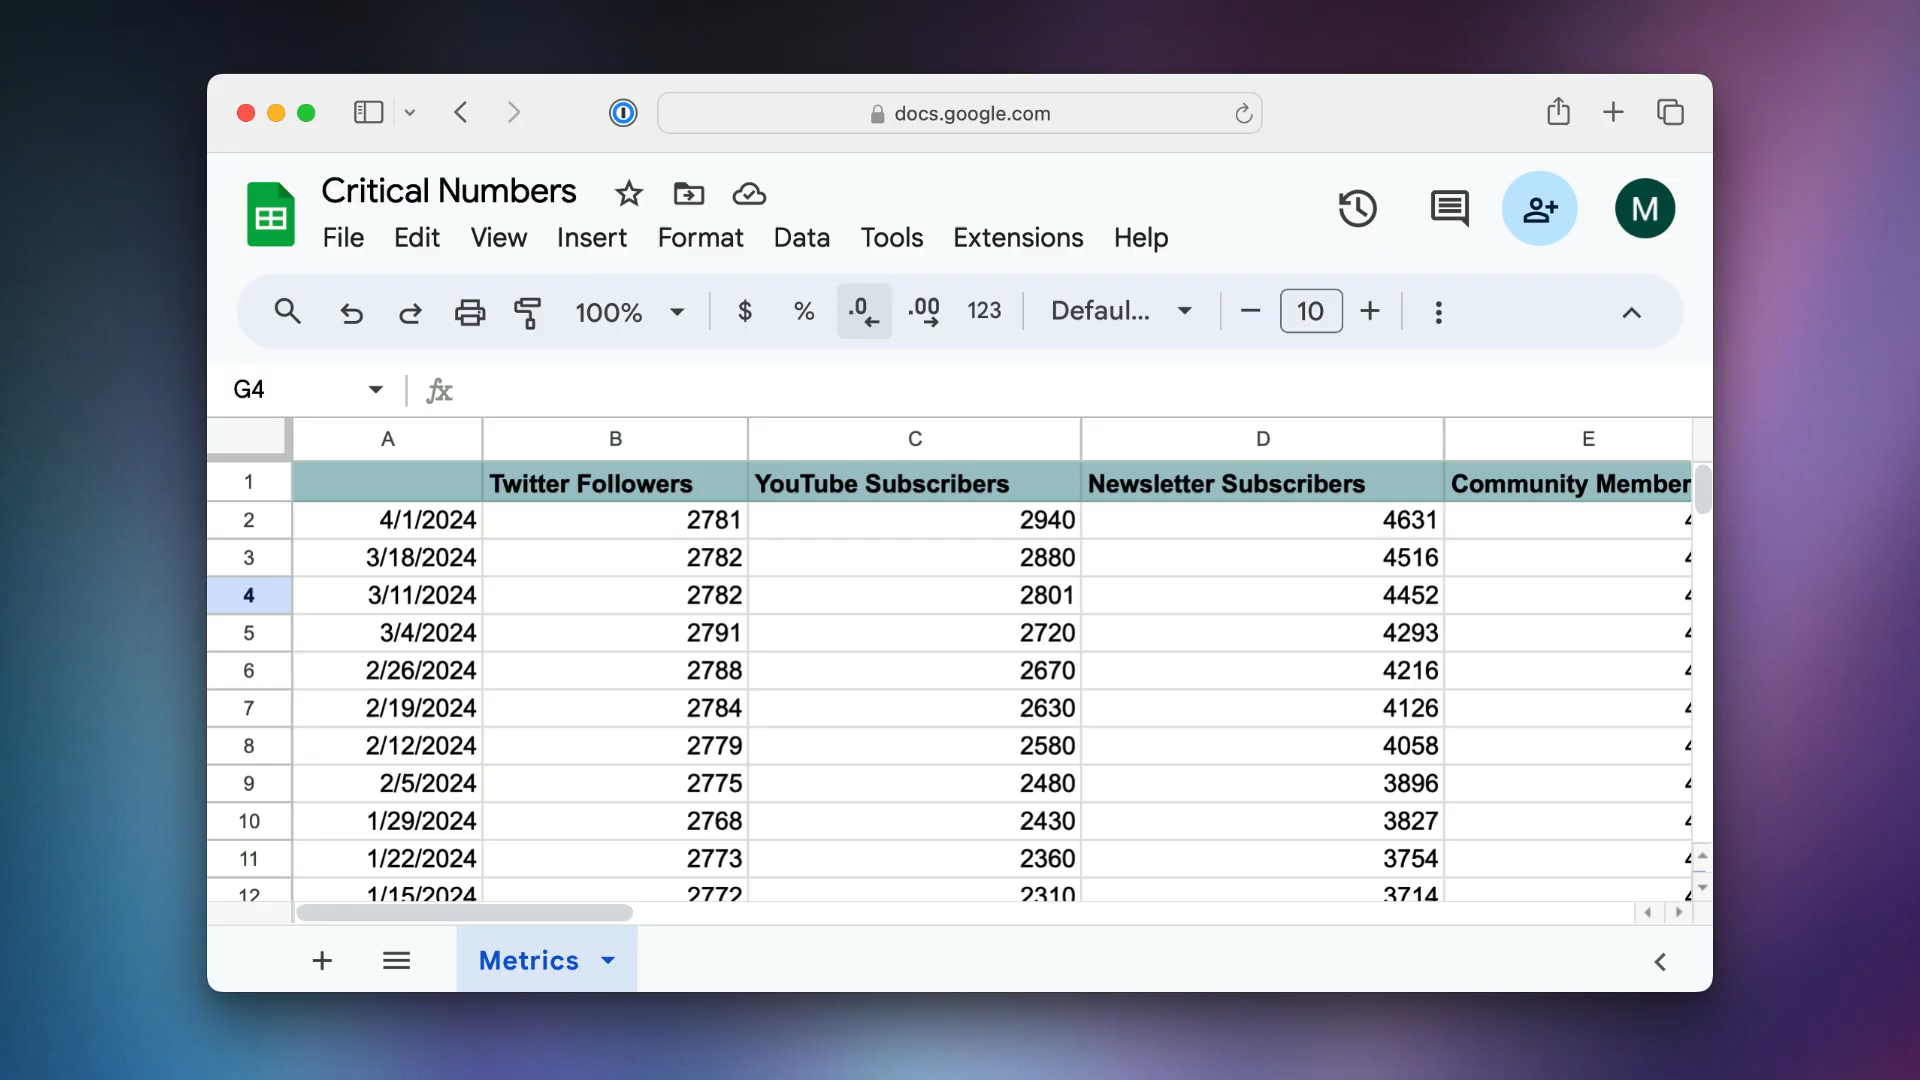 docs.google.com
Critical Numbers
File Edit View Insert Format Data Tools Extensions Help
M
100% $ % .0 .00 123 Defaul... 10
G4 fx
A B C D E
1 Twitter Followers YouTube Subscribers Newsletter Subscribers Community Member
2 4/1/2024 2781 2940 4631
3 3/18/2024 2782 2880 4516
4 3/11/2024 2782 2801 4452
5 3/4/2024 2791 2720 4293
6 2/26/2024 2788 2670 4216
7 2/19/2024 2784 2630 4126
8 2/12/2024 2779 2580 4058
9 2/5/2024 2775 2480 3896
10 1/29/2024 2768 2430 3827
11 1/22/2024 2773 2360 3754
12 1/15/2024 2772 2310 3714
Metrics